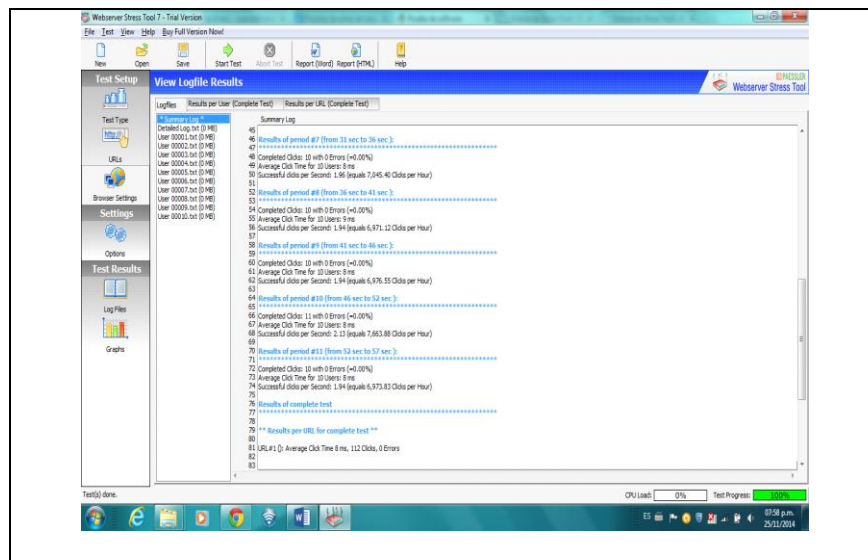 Webserver Stress Tool 7 - Trial Version
File Test View Help Buy Full Version Now!
New Open Save Start Test Abort Test Report (Word) Report (HTML) Help
Test Setup
View Logfile Results
PAESSLER
Webserver Stress Tool
Logfiles Results per User (Complete Test) Results per URL (Complete Test)
Test Type
http://
URLs
Browser Settings
Settings
Options
Test Results
Log Files
Graphs
* Summary Log *
Detailed Log.txt (0 MB)
User 00001.txt (0 MB)
User 00002.txt (0 MB)
User 00003.txt (0 MB)
User 00004.txt (0 MB)
User 00005.txt (0 MB)
User 00006.txt (0 MB)
User 00007.txt (0 MB)
User 00008.txt (0 MB)
User 00009.txt (0 MB)
User 00010.txt (0 MB)
Summary Log
45
46 Results of period #7 (from 31 sec to 36 sec ):
47 ************************************************************
48 Completed Clicks: 10 with 0 Errors (=0.00%)
49 Average Click Time for 10 Users: 8 ms
50 Successful clicks per Second: 1.96 (equals 7,045.40 Clicks per Hour)
51
52 Results of period #8 (from 36 sec to 41 sec ):
53 ************************************************************
54 Completed Clicks: 10 with 0 Errors (=0.00%)
55 Average Click Time for 10 Users: 9 ms
56 Successful clicks per Second: 1.94 (equals 6,971.12 Clicks per Hour)
57
58 Results of period #9 (from 41 sec to 46 sec ):
59 ************************************************************
60 Completed Clicks: 10 with 0 Errors (=0.00%)
61 Average Click Time for 10 Users: 8 ms
62 Successful clicks per Second: 1.94 (equals 6,976.55 Clicks per Hour)
63
64 Results of period #10 (from 46 sec to 52 sec ):
65 ************************************************************
66 Completed Clicks: 11 with 0 Errors (=0.00%)
67 Average Click Time for 10 Users: 8 ms
68 Successful clicks per Second: 2.13 (equals 7,663.88 Clicks per Hour)
69
70 Results of period #11 (from 52 sec to 57 sec ):
71 ************************************************************
72 Completed Clicks: 10 with 0 Errors (=0.00%)
73 Average Click Time for 10 Users: 8 ms
74 Successful clicks per Second: 1.94 (equals 6,973.83 Clicks per Hour)
75
76 Results of complete test
77 ************************************************************
78
79 ** Results per URL for complete test **
80
81 URL#1 (): Average Click Time 8 ms, 112 Clicks, 0 Errors
82
83
Test(s) done.
CPU Load: 0% Test Progress: 100%
ES
07:58 p.m.
25/11/2014